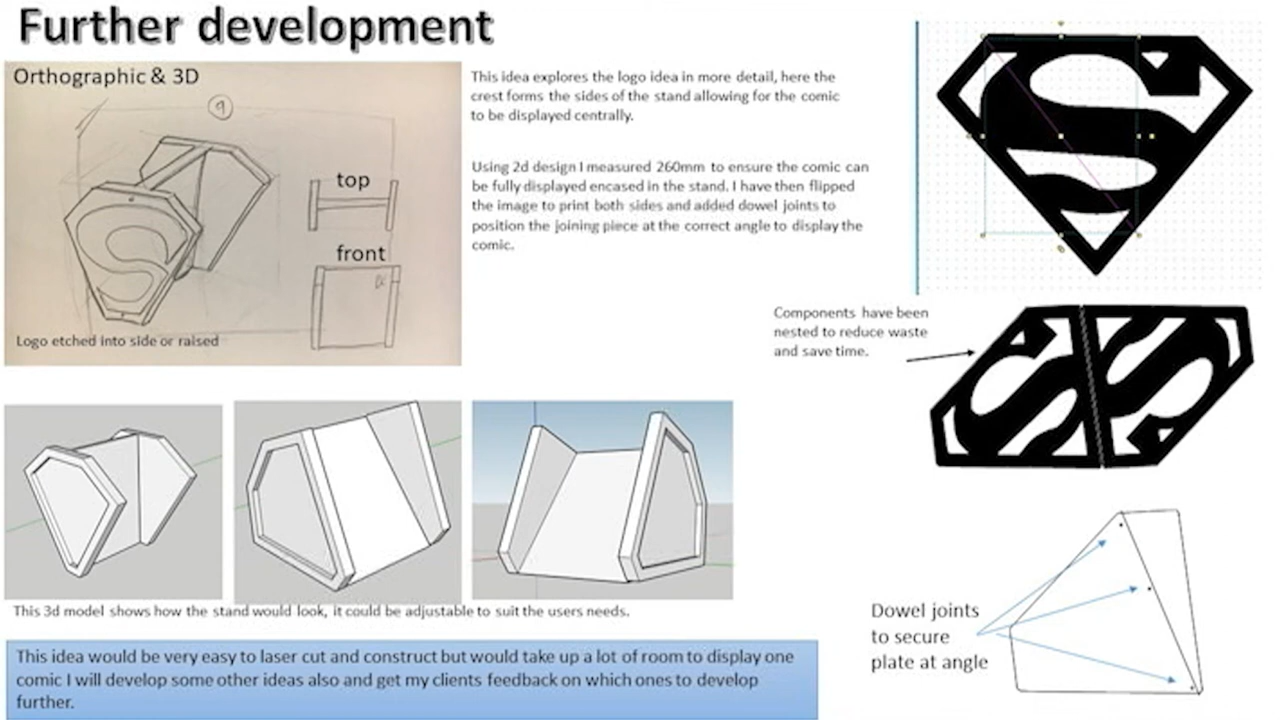 Further development
Orthographic & 3D
9
top
front
Logo etched into side or raised
This idea explores the logo idea in more detail, here the
crest forms the sides of the stand allowing for the comic
to be displayed centrally.
Using 2d design I measured 260mm to ensure the comic can
be fully displayed encased in the stand. I have then flipped
the image to print both sides and added dowel joints to
position the joining piece at the correct angle to display the
comic.
Components have been
nested to reduce waste
and save time.
This 3d model shows how the stand would look, it could be adjustable to suit the users needs.
Dowel joints
to secure
plate at angle
This idea would be very easy to laser cut and construct but would take up a lot of room to display one
comic I will develop some other ideas also and get my clients feedback on which ones to develop
further.